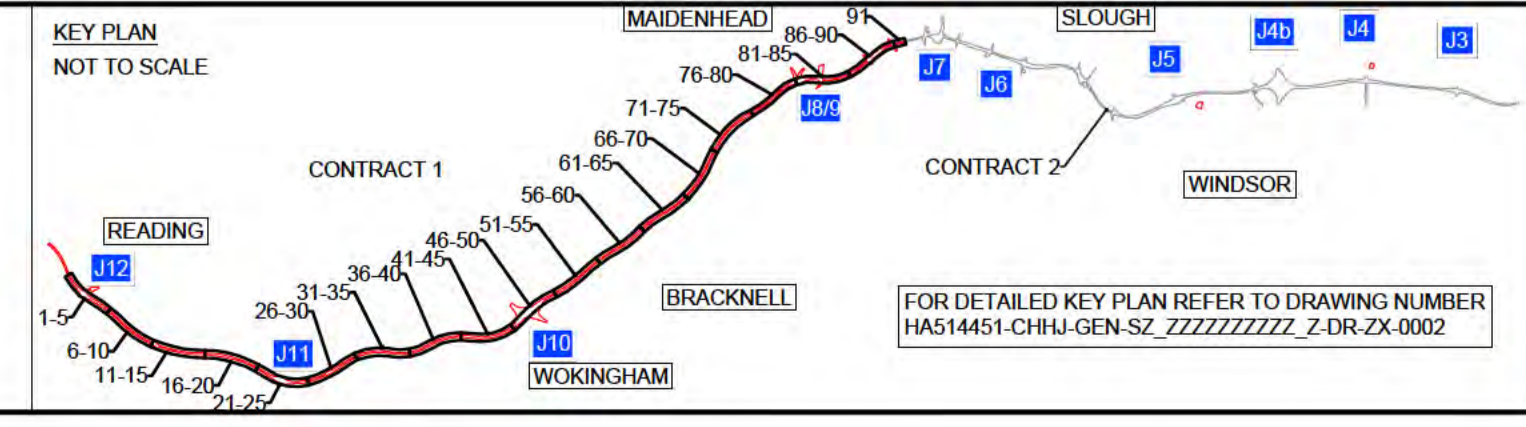 KEY PLAN
NOT TO SCALE
MAIDENHEAD
91
SLOUGH
86-90
81-85
76-80
J8/9
J7
J6
J5
J4b
J4
J3
71-75
66-70
61-65
56-60
51-55
46-50
41-45
36-40
31-35
26-30
CONTRACT 1
CONTRACT 2
WINDSOR
READING
J12
1-5
6-10
11-15
16-20
21-25
J11
J10
WOKINGHAM
BRACKNELL
FOR DETAILED KEY PLAN REFER TO DRAWING NUMBER
HA514451-CHHJ-GEN-SZ_ZZZZZZZZZZ_Z-DR-ZX-0002